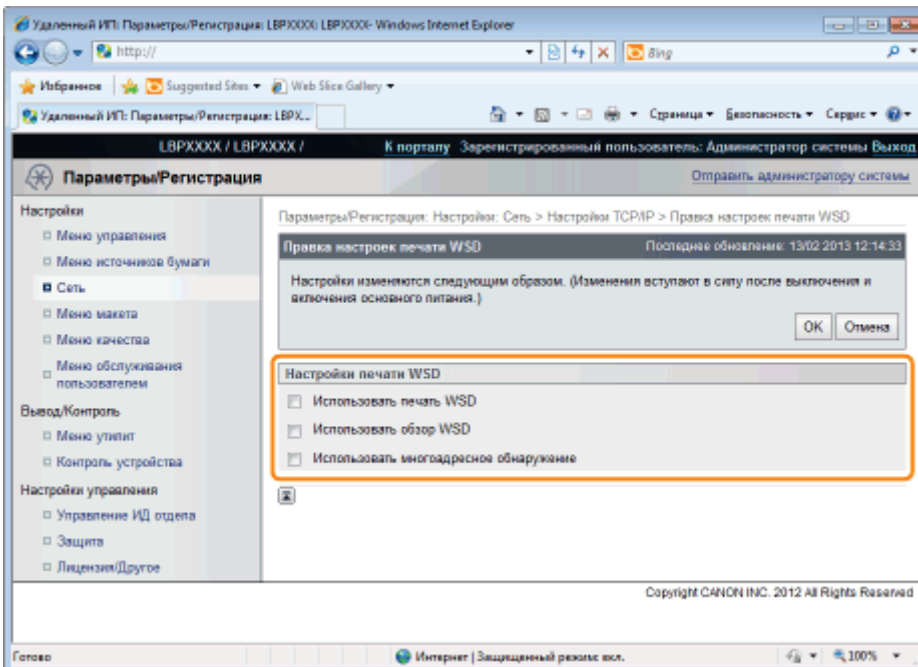 Удаленный ИП: Параметры/Регистрация: LBPXXXX: LBPXXXX- Windows Internet Explorer
http://
Bing
Избранное Suggested Sites Web Slice Gallery
Удаленный ИП: Параметры/Регистрация: LBPX...
Страница Безопасность Сервис
LBPXXXX / LBPXXXX /
К порталу Зарегистрированный пользователь: Администратор системы Выход
Параметры/Регистрация
Отправить администратору системы
Настройки
Меню управления
Меню источников бумаги
Сеть
Меню макета
Меню качества
Меню обслуживания
пользователем
Вывод/Контроль
Меню утилит
Контроль устройства
Настройки управления
Управление ИД отдела
Защита
Лицензия/Другое
Параметры/Регистрация: Настройки: Сеть > Настройки TCP/IP > Правка настроек печати WSD
Правка настроек печати WSD
Последнее обновление: 13/02 2013 12:14:33
Настройки изменяются следующим образом. (Изменения вступают в силу после выключения и
включения основного питания.)
OK Отмена
Настройки печати WSD
Использовать печать WSD
Использовать обзор WSD
Использовать многоадресное обнаружение
Copyright CANON INC. 2012 All Rights Reserved
Готово
Интернет | Защищенный режим: вкл.
100%